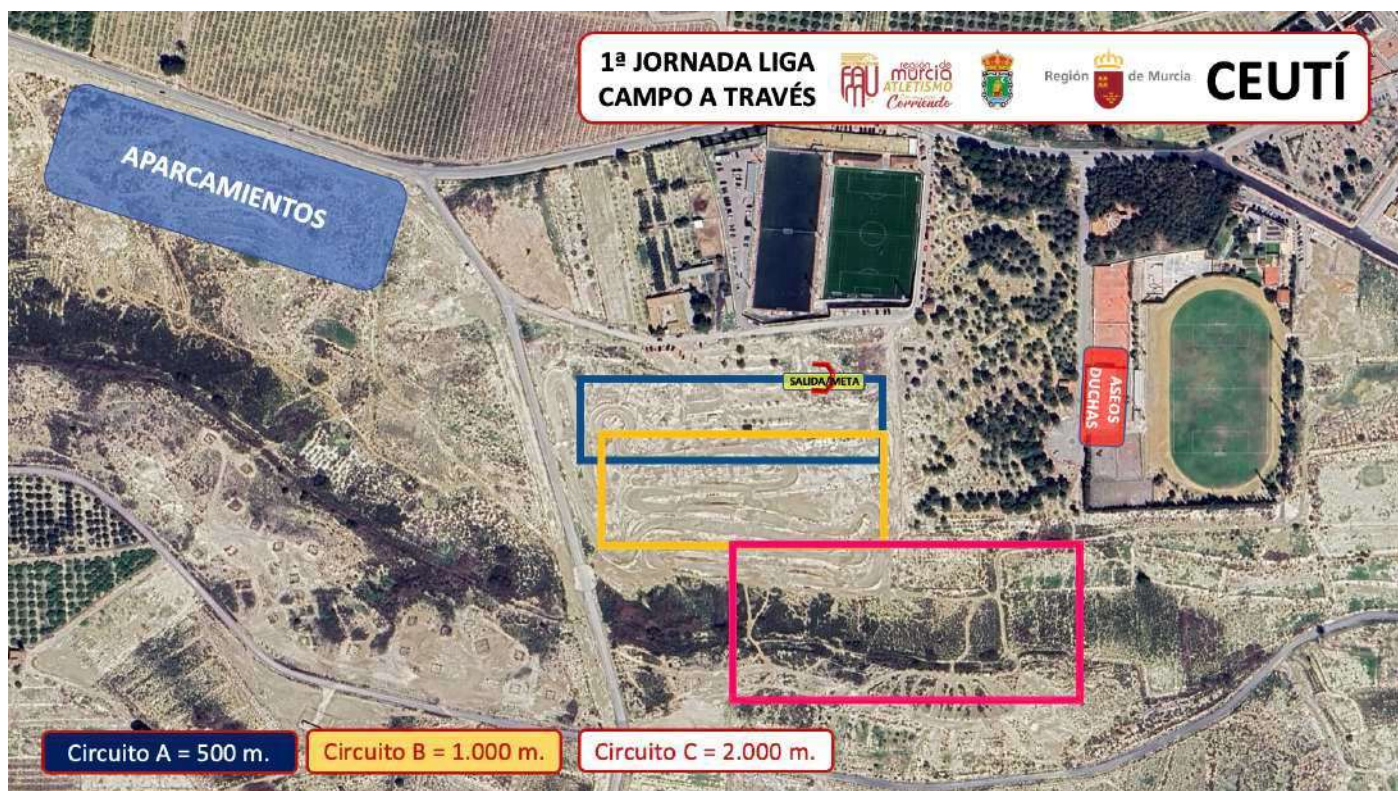 1ª JORNADA LIGA
CAMPO A TRAVÉS
FAMU
región de
murcia
ATLETISMO
Corriendo
Región de Murcia
CEUTÍ
APARCAMIENTOS
SALIDA/META
ASEOS
DUCHAS
Circuito A = 500 m.
Circuito B = 1.000 m.
Circuito C = 2.000 m.